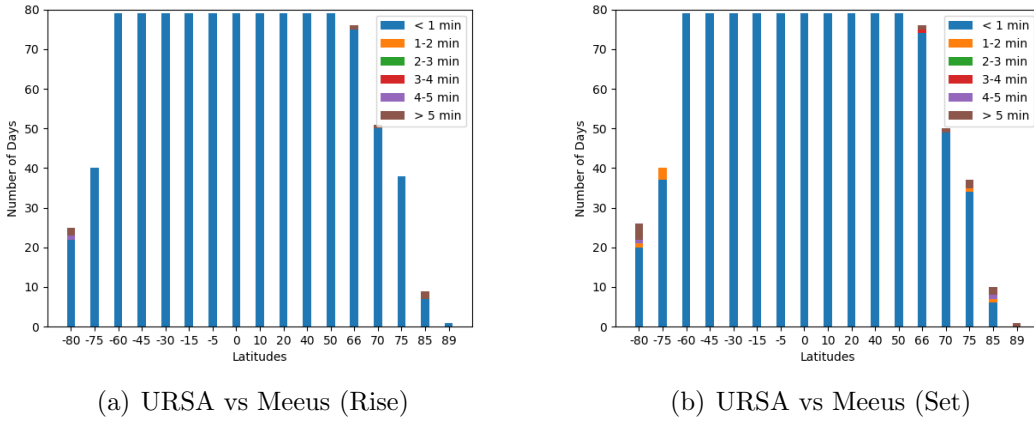 80
70
60
50
40
30
20
10
0
Number of Days
-80 -75 -60 -45 -30 -15 -5 0 10 20 40 50 66 70 75 85 89
Latitudes
< 1 min
1-2 min
2-3 min
3-4 min
4-5 min
> 5 min
(a) URSA vs Meeus (Rise)
80
70
60
50
40
30
20
10
0
Number of Days
-80 -75 -60 -45 -30 -15 -5 0 10 20 40 50 66 70 75 85 89
Latitudes
< 1 min
1-2 min
2-3 min
3-4 min
4-5 min
> 5 min
(b) URSA vs Meeus (Set)